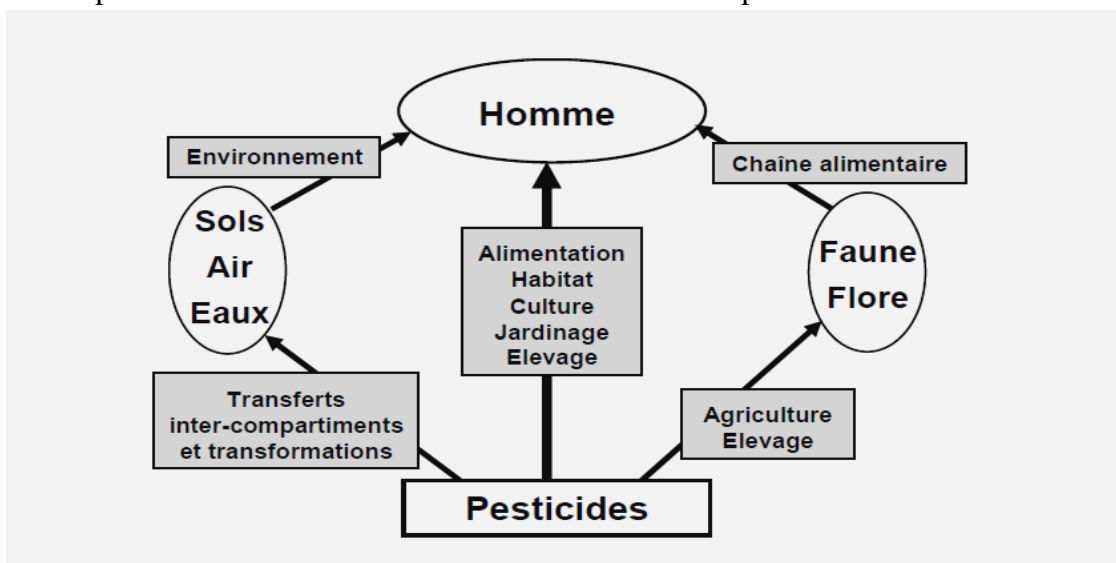 Homme
Environnement
Chaîne alimentaire
Sols
Air
Eaux
Alimentation
Habitat
Culture
Jardinage
Elevage
Faune
Flore
Transferts
inter-compartiments
et transformations
Agriculture
Elevage
Pesticides